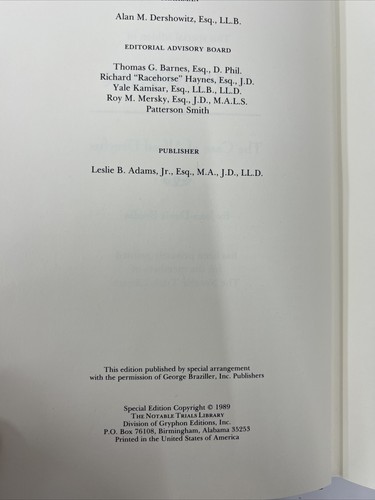 Alan M. Dershowitz, Esq., LL.B.
EDITORIAL ADVISORY BOARD
Thomas G. Barnes, Esq., D. Phil.
Richard "Racehorse" Haynes, Esq., J.D.
Yale Kamisar, Esq., LL.B., LL.D.
Roy M. Mersky, Esq., J.D., M.A.L.S.
Patterson Smith
PUBLISHER
Leslie B. Adams, Jr., Esq., M.A., J.D., LL.D.
This edition published by special arrangement
with the permission of George Braziller, Inc. Publishers
Special Edition Copyright © 1989
THE NOTABLE TRIALS LIBRARY
Division of Gryphon Editions, Inc.
P.O. Box 76108, Birmingham, Alabama 35253
Printed in the United States of America